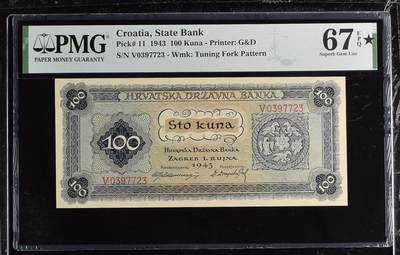 PMG
PAPER MONEY GUARANTY
Croatia, State Bank
Pick# 11 1943 100 Kuna - Printer: G&D
S/N V0397723 - Wmk: Tuning Fork Pattern
67 EPQ ★
Superb Gem Unc
100
HRVATSKA DRŽAVNA BANKA
100
V0397723
Sto kuna
100
HRVATSKA DRŽAVNA BANKA
ZAGREB 1. RUJNA
1943
V0397723
100
100